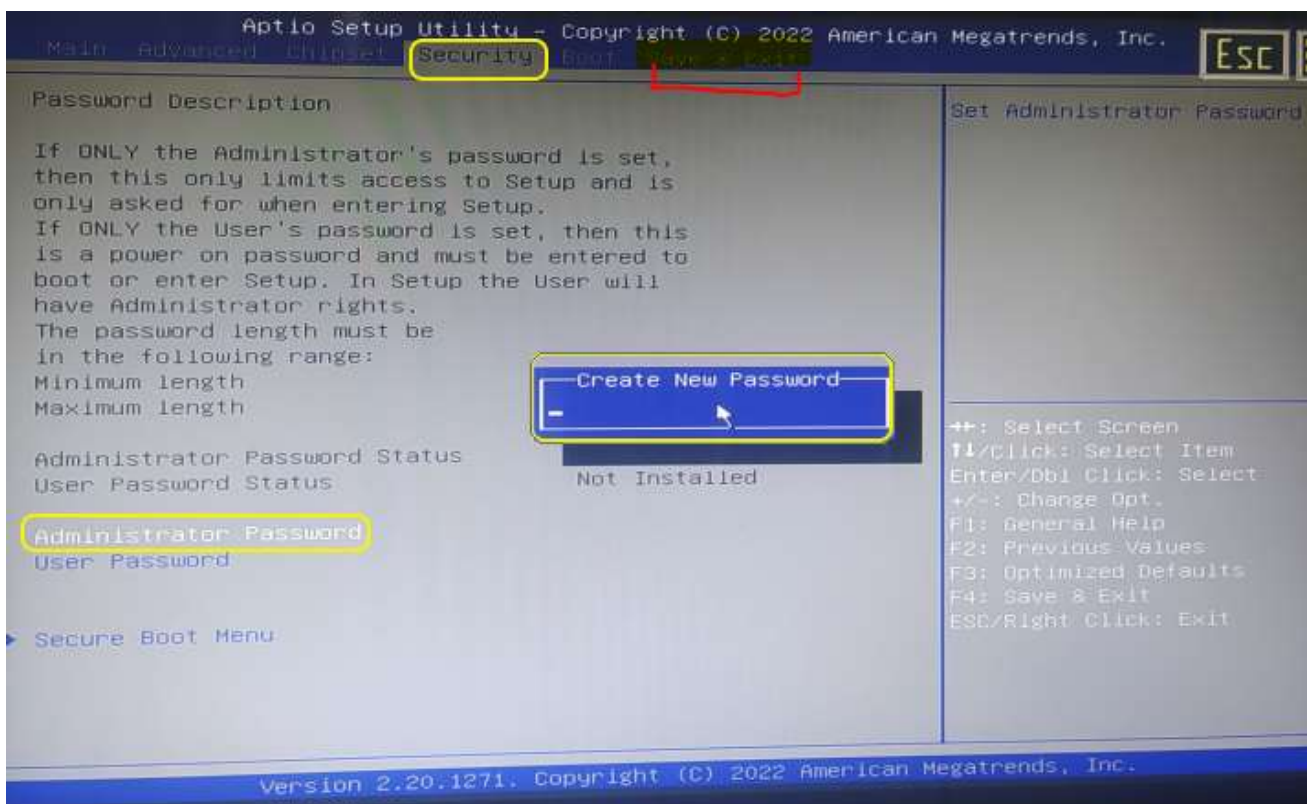 Aptio Setup Utility – Copyright (C) 2022 American Megatrends, Inc.
Main Advanced Chipset Security Boot Save & Exit
ESC
Password Description
If ONLY the Administrator's password is set,
then this only limits access to Setup and is
only asked for when entering Setup.
If ONLY the User's password is set, then this
is a power on password and must be entered to
boot or enter Setup. In Setup the User will
have Administrator rights.
The password length must be
in the following range:
Minimum length
Maximum length
Administrator Password Status
User Password Status Not Installed
Administrator Password
User Password
Secure Boot Menu
Create New Password
Set Administrator Password
→←: Select Screen
↑↓/Click: Select Item
Enter/Dbl Click: Select
+/-: Change Opt.
F1: General Help
F2: Previous Values
F3: Optimized Defaults
F4: Save & Exit
ESC/Right Click: Exit
Version 2.20.1271. Copyright (C) 2022 American Megatrends, Inc.